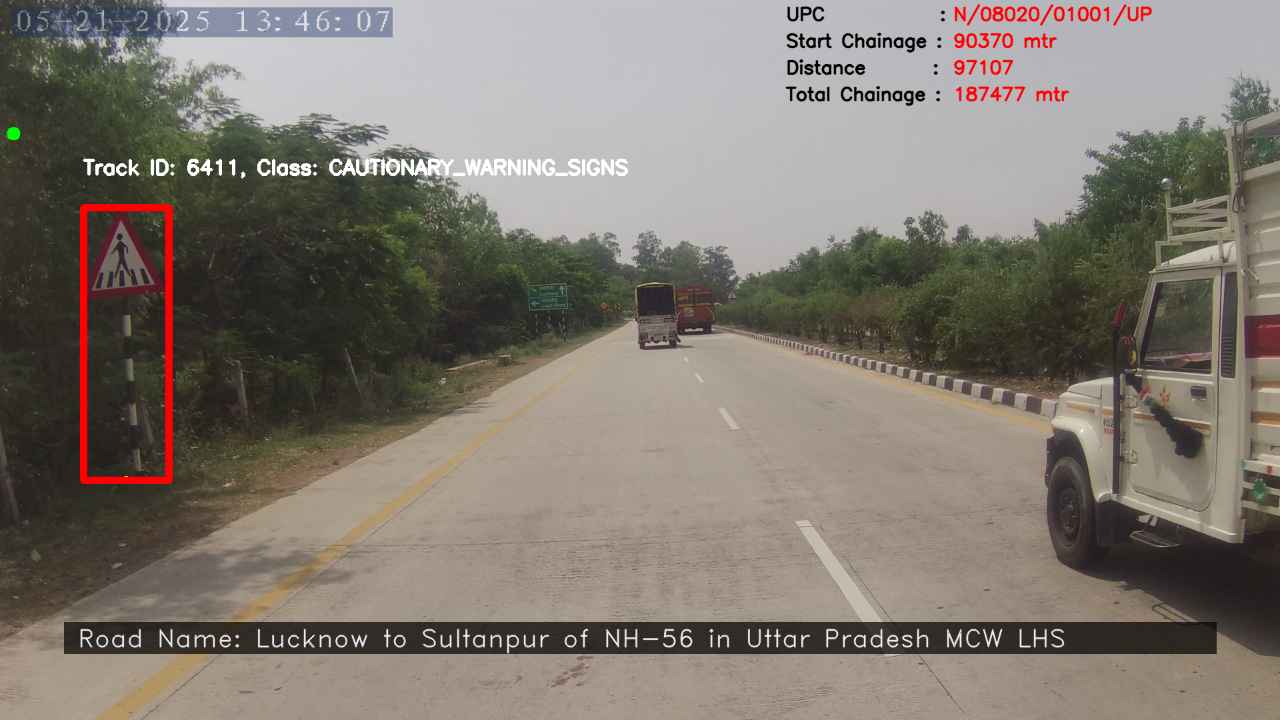 05-21-2025 13:46:07
UPC : N/08020/01001/UP
Start Chainage : 90370 mtr
Distance : 97107
Total Chainage : 187477 mtr
Track ID: 6411, Class: CAUTIONARY_WARNING_SIGNS
Road Name: Lucknow to Sultanpur of NH-56 in Uttar Pradesh MCW LHS